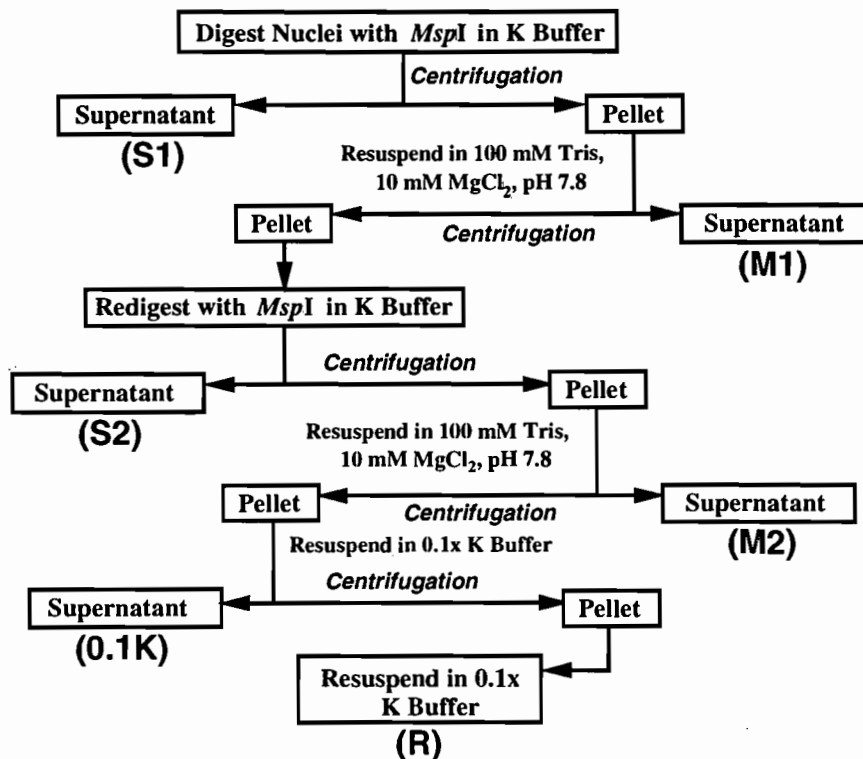 Digest Nuclei with MspI in K Buffer
Centrifugation
Supernatant
(S1)
Pellet
Resuspend in 100 mM Tris,
10 mM MgCl2, pH 7.8
Pellet
Centrifugation
Supernatant
(M1)
Redigest with MspI in K Buffer
Centrifugation
Supernatant
(S2)
Pellet
Resuspend in 100 mM Tris,
10 mM MgCl2, pH 7.8
Pellet
Centrifugation
Supernatant
(M2)
Resuspend in 0.1x K Buffer
Centrifugation
Supernatant
(0.1K)
Pellet
Resuspend in 0.1x
K Buffer
(R)